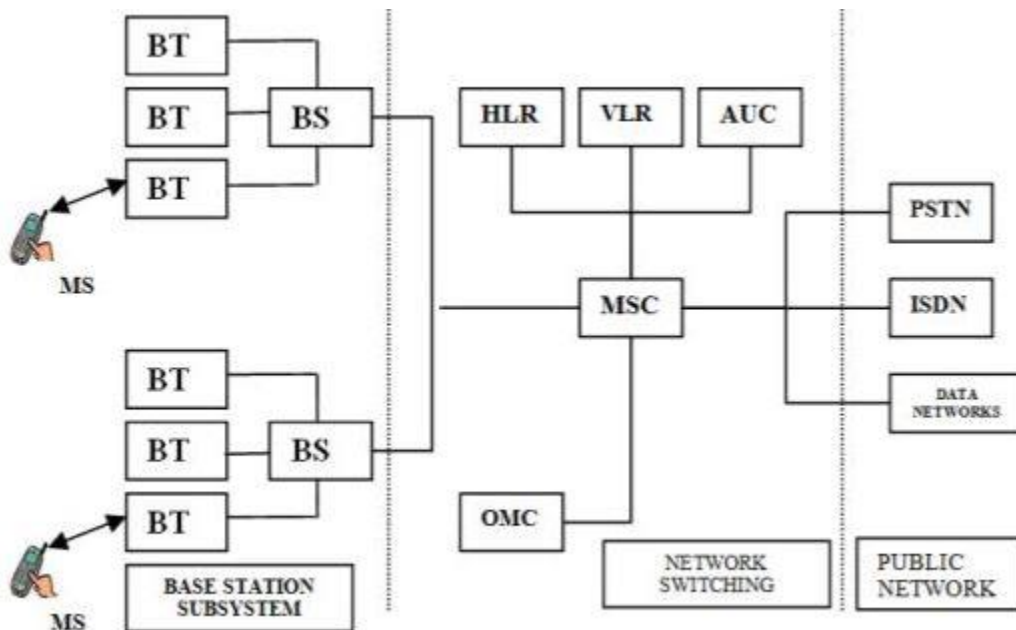 BT
BT
BS
BT
MS
HLR
VLR
AUC
MSC
OMC
PSTN
ISDN
DATA
NETWORKS
BT
BT
BS
BT
MS
BASE STATION
SUBSYSTEM
NETWORK
SWITCHING
PUBLIC
NETWORK